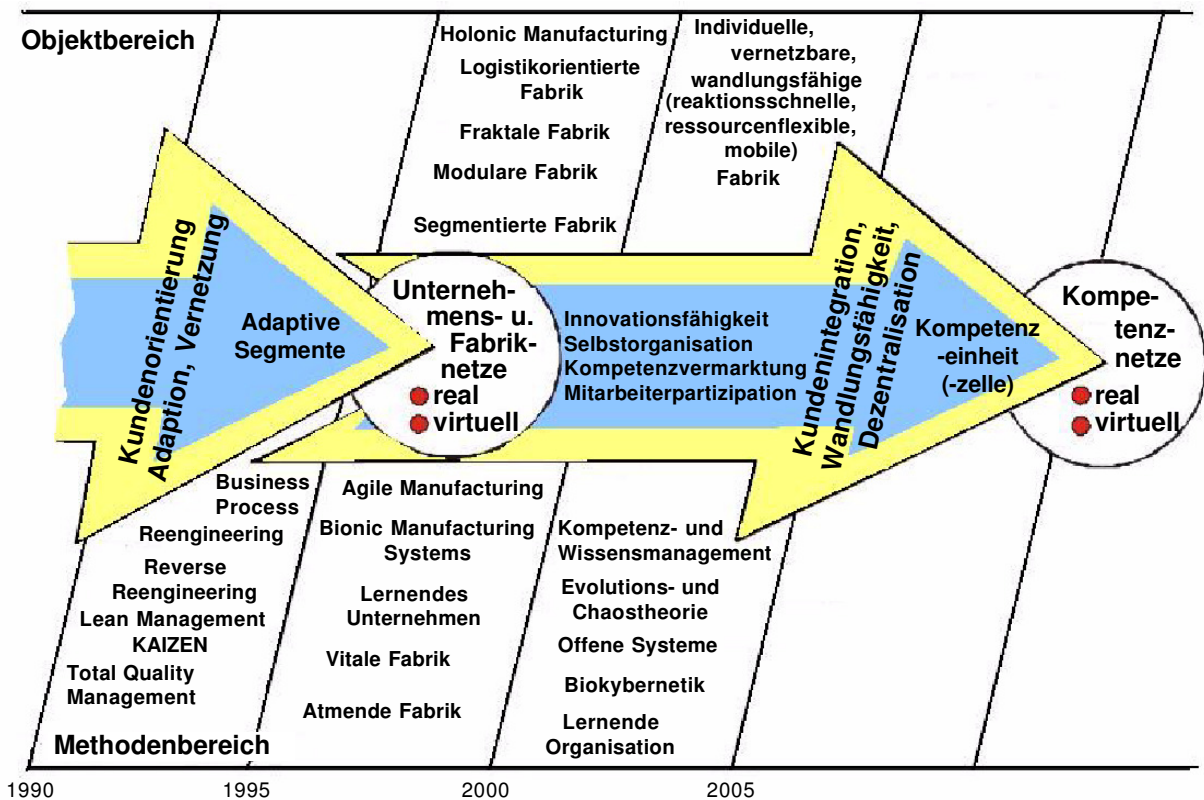 Objektbereich
Holonic Manufacturing
Logistikorientierte
Fabrik
Fraktale Fabrik
Modulare Fabrik
Segmentierte Fabrik
Individuelle,
vernetzbare,
wandlungsfähige
(reaktionsschnelle,
ressourcenflexible,
mobile)
Fabrik
Kundenorientierung
Adaption, Vernetzung
Adaptive
Segmente
Unterneh-
mens- u.
Fabrik-
netze
real
virtuell
Innovationsfähigkeit
Selbstorganisation
Kompetenzvermarktung
Mitarbeiterpartizipation
Kundenintegration,
Wandlungsfähigkeit,
Dezentralisation
Kompetenz
-einheit
(-zelle)
Kompe-
tenz-
netze
real
virtuell
Business
Process
Reengineering
Reverse
Reengineering
Lean Management
KAIZEN
Total Quality
Management
Agile Manufacturing
Bionic Manufacturing
Systems
Lernendes
Unternehmen
Vitale Fabrik
Atmende Fabrik
Kompetenz- und
Wissensmanagement
Evolutions- und
Chaostheorie
Offene Systeme
Biokybernetik
Lernende
Organisation
Methodenbereich
1990
1995
2000
2005